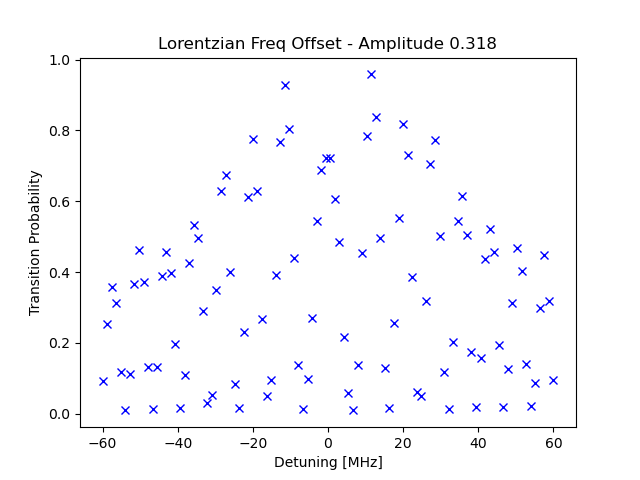 Lorentzian Freq Offset - Amplitude 0.318
1.0
0.8
0.6
0.4
0.2
0.0
Transition Probability
−60 −40 −20 0 20 40 60
Detuning [MHz]